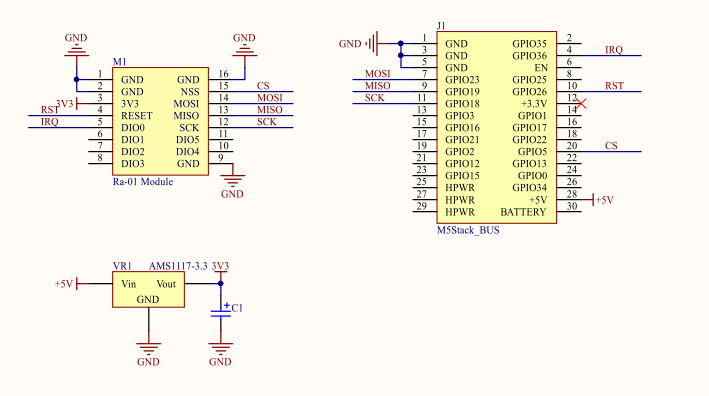 GND GND
M1
1 GND GND 16
2 GND NSS 15 CS
3V3 3 3V3 MOSI 14 MOSI
RST 4 RESET MISO 13 MISO
IRQ 5 DIO0 SCK 12 SCK
6 DIO1 DIO5 11
7 DIO2 DIO4 10
8 DIO3 GND 9
Ra-01 Module
GND
J1
GND 1 GND GPIO35 2
3 GND GPIO36 4 IRQ
5 GND EN 6
MOSI 7 GPIO23 GPIO25 8
MISO 9 GPIO19 GPIO26 10 RST
SCK 11 GPIO18 +3.3V 12
13 GPIO3 GPIO1 14
15 GPIO16 GPIO17 16
17 GPIO21 GPIO22 18
19 GPIO2 GPIO5 20 CS
21 GPIO12 GPIO13 22
23 GPIO15 GPIO0 24
25 HPWR GPIO34 26
27 HPWR +5V 28 +5V
29 HPWR BATTERY 30
M5Stack_BUS
VR1 AMS1117-3.3 3V3
+5V Vin Vout
GND
+ C1
GND GND